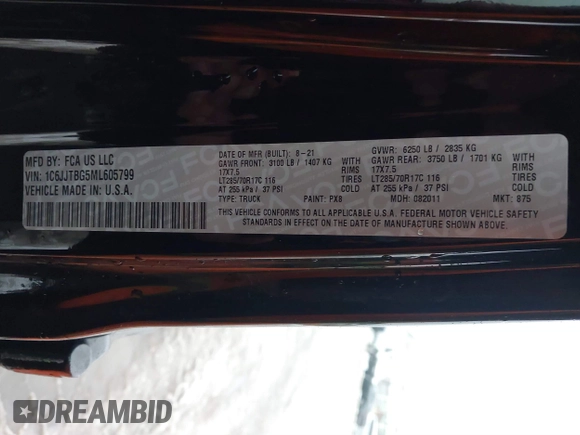 MFD BY: FCA US LLC
VIN: 1C6JJTBG5ML605799
VEHICLE MADE IN U.S.A.
DATE OF MFR (BUILT): 8-21
GAWR FRONT: 3100 LB / 1407 KG
WITH
17X7.5
RIMS
LT285/70R17C 116
TIRES
AT 255 kPa / 37 PSI
COLD
TYPE: TRUCK
PAINT: PX8
GVWR: 6250 LB / 2835 KG
GAWR REAR: 3750 LB / 1701 KG
WITH
17X7.5
RIMS
LT285/70R17C 116
TIRES
AT 255 kPa / 37 PSI
COLD
MDH: 082011
MKT: 875
THIS VEHICLE CONFORMS TO ALL APPLICABLE U.S.A. FEDERAL MOTOR VEHICLE SAFETY
STANDARDS IN EFFECT ON THE DATE OF MANUFACTURE SHOWN ABOVE.
DREAMBID